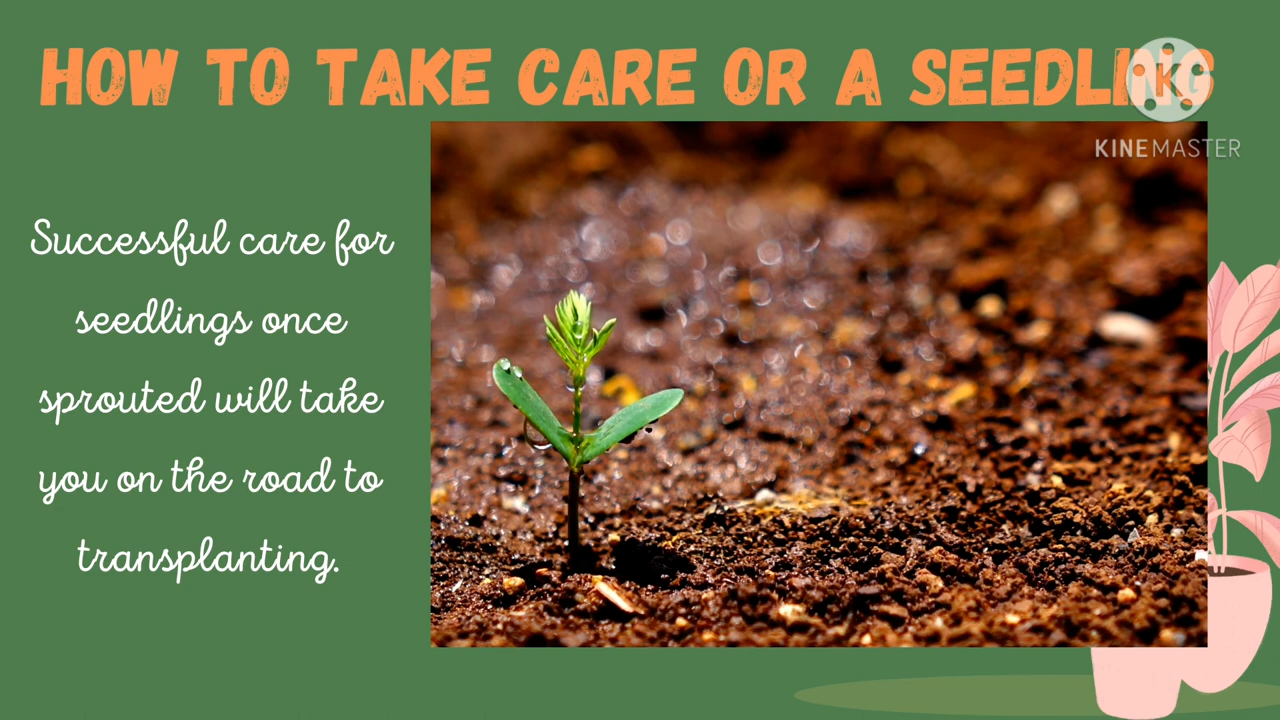 HOW TO TAKE CARE OR A SEEDLING
K
KINEMASTER
Successful care for
seedlings once
sprouted will take
you on the road to
transplanting.